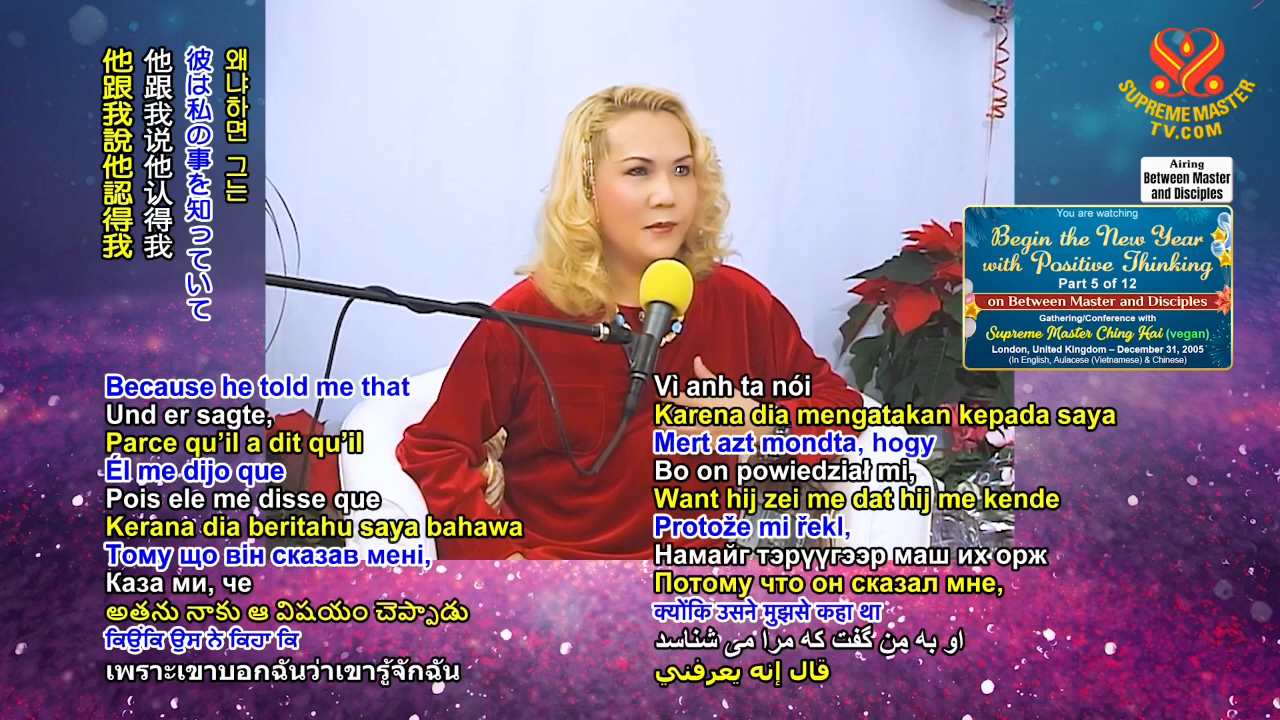 왜냐하면 그는
彼は私の事を知っていて
他跟我说他认得我
他跟我說他認得我
SUPREME MASTER
TV.COM
Airing
Between Master
and Disciples
You are watching
Begin the New Year
with Positive Thinking
Part 5 of 12
on Between Master and Disciples
Gathering/Conference with
Supreme Master Ching Hai (vegan)
London, United Kingdom – December 31, 2005
(In English, Aulacese (Vietnamese) & Chinese)
Because he told me that
Und er sagte,
Parce qu’il a dit qu’il
Él me dijo que
Pois ele me disse que
Kerana dia beritahu saya bahawa
Тому що він сказав мені,
Каза ми, че
అతను నాకు ఆ విషయం చెప్పాడు
ਕਿਉਂਕਿ ਉਸ ਨੇ ਕਿਹਾ ਕਿ
เพราะเขาบอกฉันว่าเขารู้จักฉัน
Vì anh ta nói
Karena dia mengatakan kepada saya
Mert azt mondta, hogy
Bo on powiedział mi,
Want hij zei me dat hij me kende
Protože mi řekl,
Намайг тэрүүгээр маш их орж
Потому что он сказал мне,
क्योंकि उसने मुझसे कहा था
او به منِ گفت که مرا می شناسد
قال إنه يعرفني